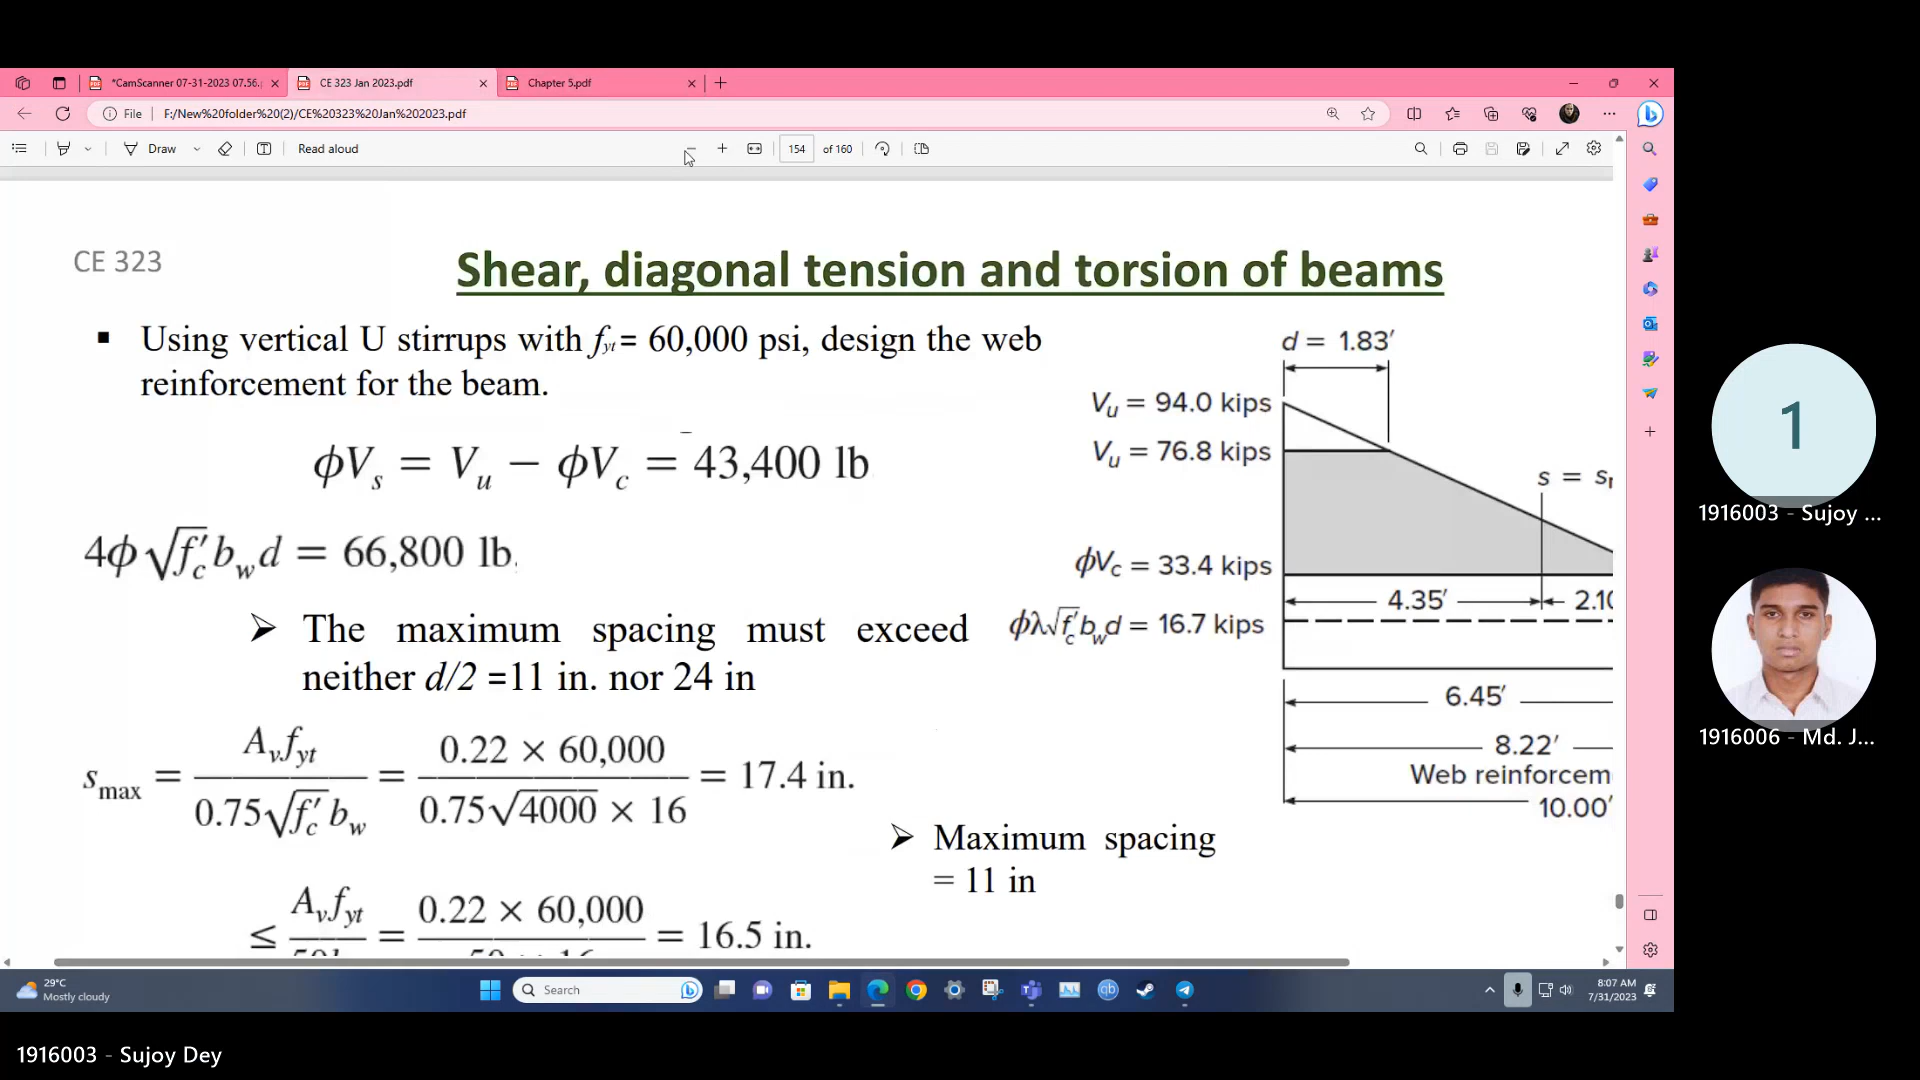 *CamScanner 07-31-2023 07.56.
CE 323 Jan 2023.pdf
Chapter 5.pdf
File
F:/New%20folder%20(2)/CE%20323%20Jan%202023.pdf
Draw
Read aloud
154
of 160
CE 323
Shear, diagonal tension and torsion of beams
Using vertical U stirrups with fyt= 60,000 psi, design the web
reinforcement for the beam.
ϕVs = Vu − ϕVc = 43,400 lb
4ϕ√f′c bw d = 66,800 lb
The maximum spacing must exceed
neither d/2 =11 in. nor 24 in
smax = Av fyt / 0.75√f′c bw = 0.22 × 60,000 / 0.75√4000 × 16 = 17.4 in.
Maximum spacing
= 11 in
≤ Av fyt = 0.22 × 60,000 = 16.5 in.
d = 1.83′
Vu = 94.0 kips
Vu = 76.8 kips
s = s
ϕVc = 33.4 kips
4.35′
2.10
ϕλ√f′c bw d = 16.7 kips
6.45′
8.22′
Web reinforcem
10.00′
1
1916003 - Sujoy ...
1916006 - Md. J...
29°C
Mostly cloudy
Search
8:07 AM
7/31/2023
1916003 - Sujoy Dey